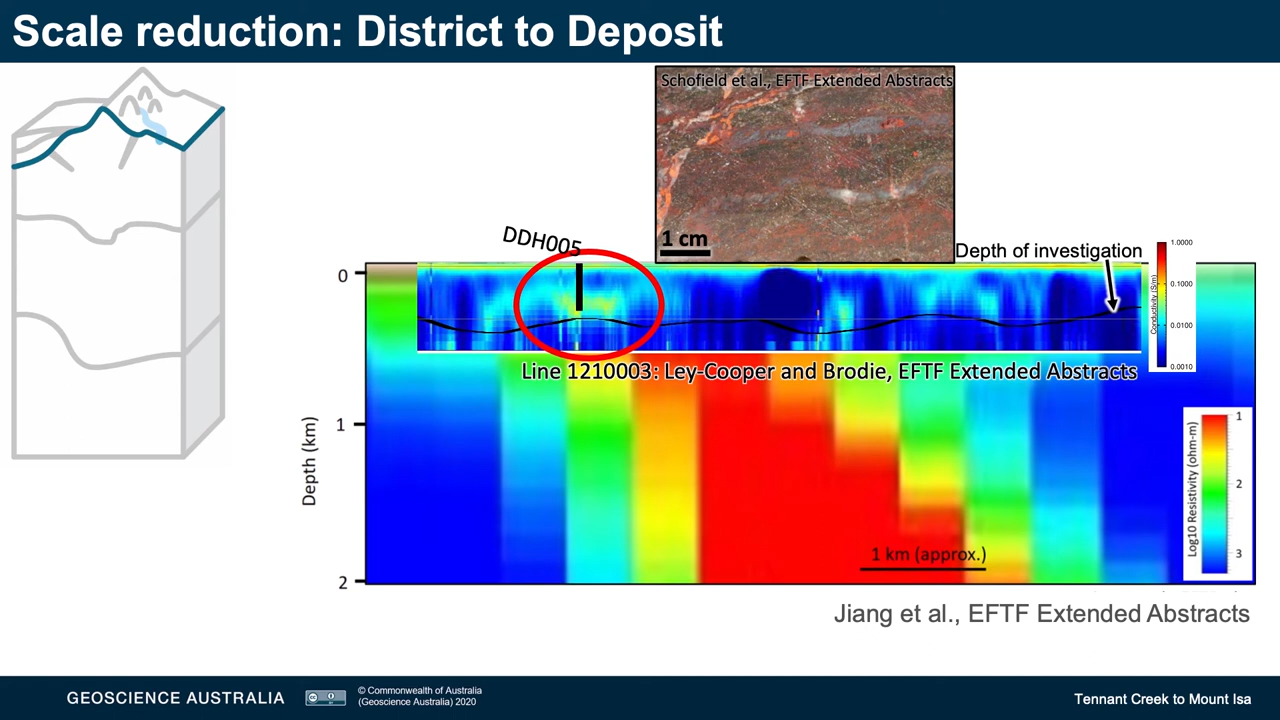 Scale reduction: District to Deposit
Schofield et al., EFTF Extended Abstracts
1 cm
DDH005
Depth of investigation
0
1
2
Depth (km)
Conductivity (S/m)
1.0000
0.1000
0.0100
0.0010
Line 1210003: Ley-Cooper and Brodie, EFTF Extended Abstracts
Log10 Resistivity (ohm-m)
1
2
3
1 km (approx.)
Jiang et al., EFTF Extended Abstracts
GEOSCIENCE AUSTRALIA
© Commonwealth of Australia
(Geoscience Australia) 2020
Tennant Creek to Mount Isa